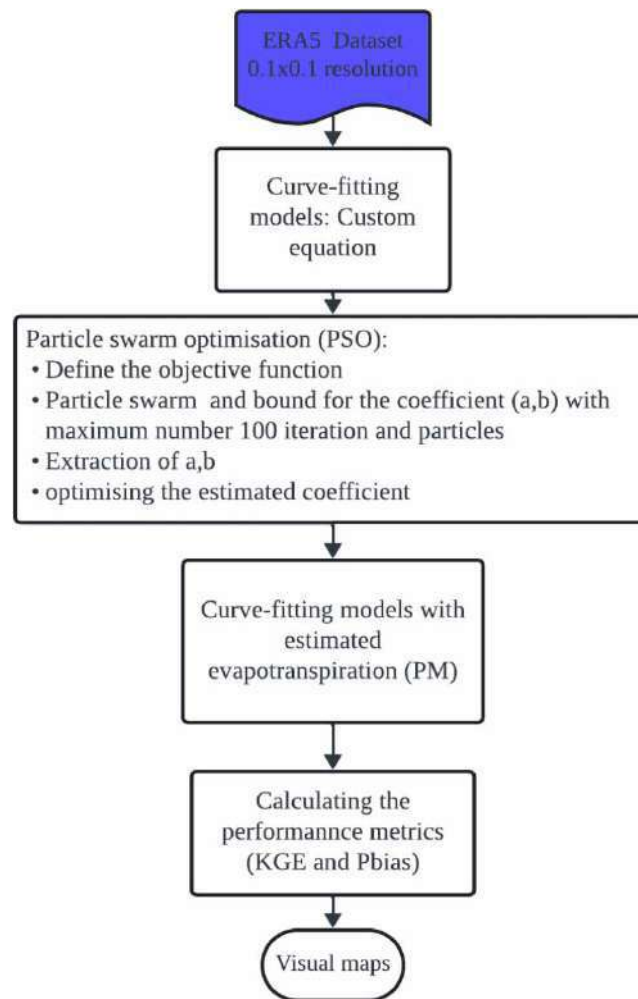 ERA5 Dataset
0.1x0.1 resolution
Curve-fitting
models: Custom
equation
Particle swarm optimisation (PSO):
• Define the objective function
• Particle swarm and bound for the coefficient (a,b) with
maximum number 100 iteration and particles
• Extraction of a,b
• optimising the estimated coefficient
Curve-fitting models with
estimated
evapotranspiration (PM)
Calculating the
performannce metrics
(KGE and Pbias)
Visual maps